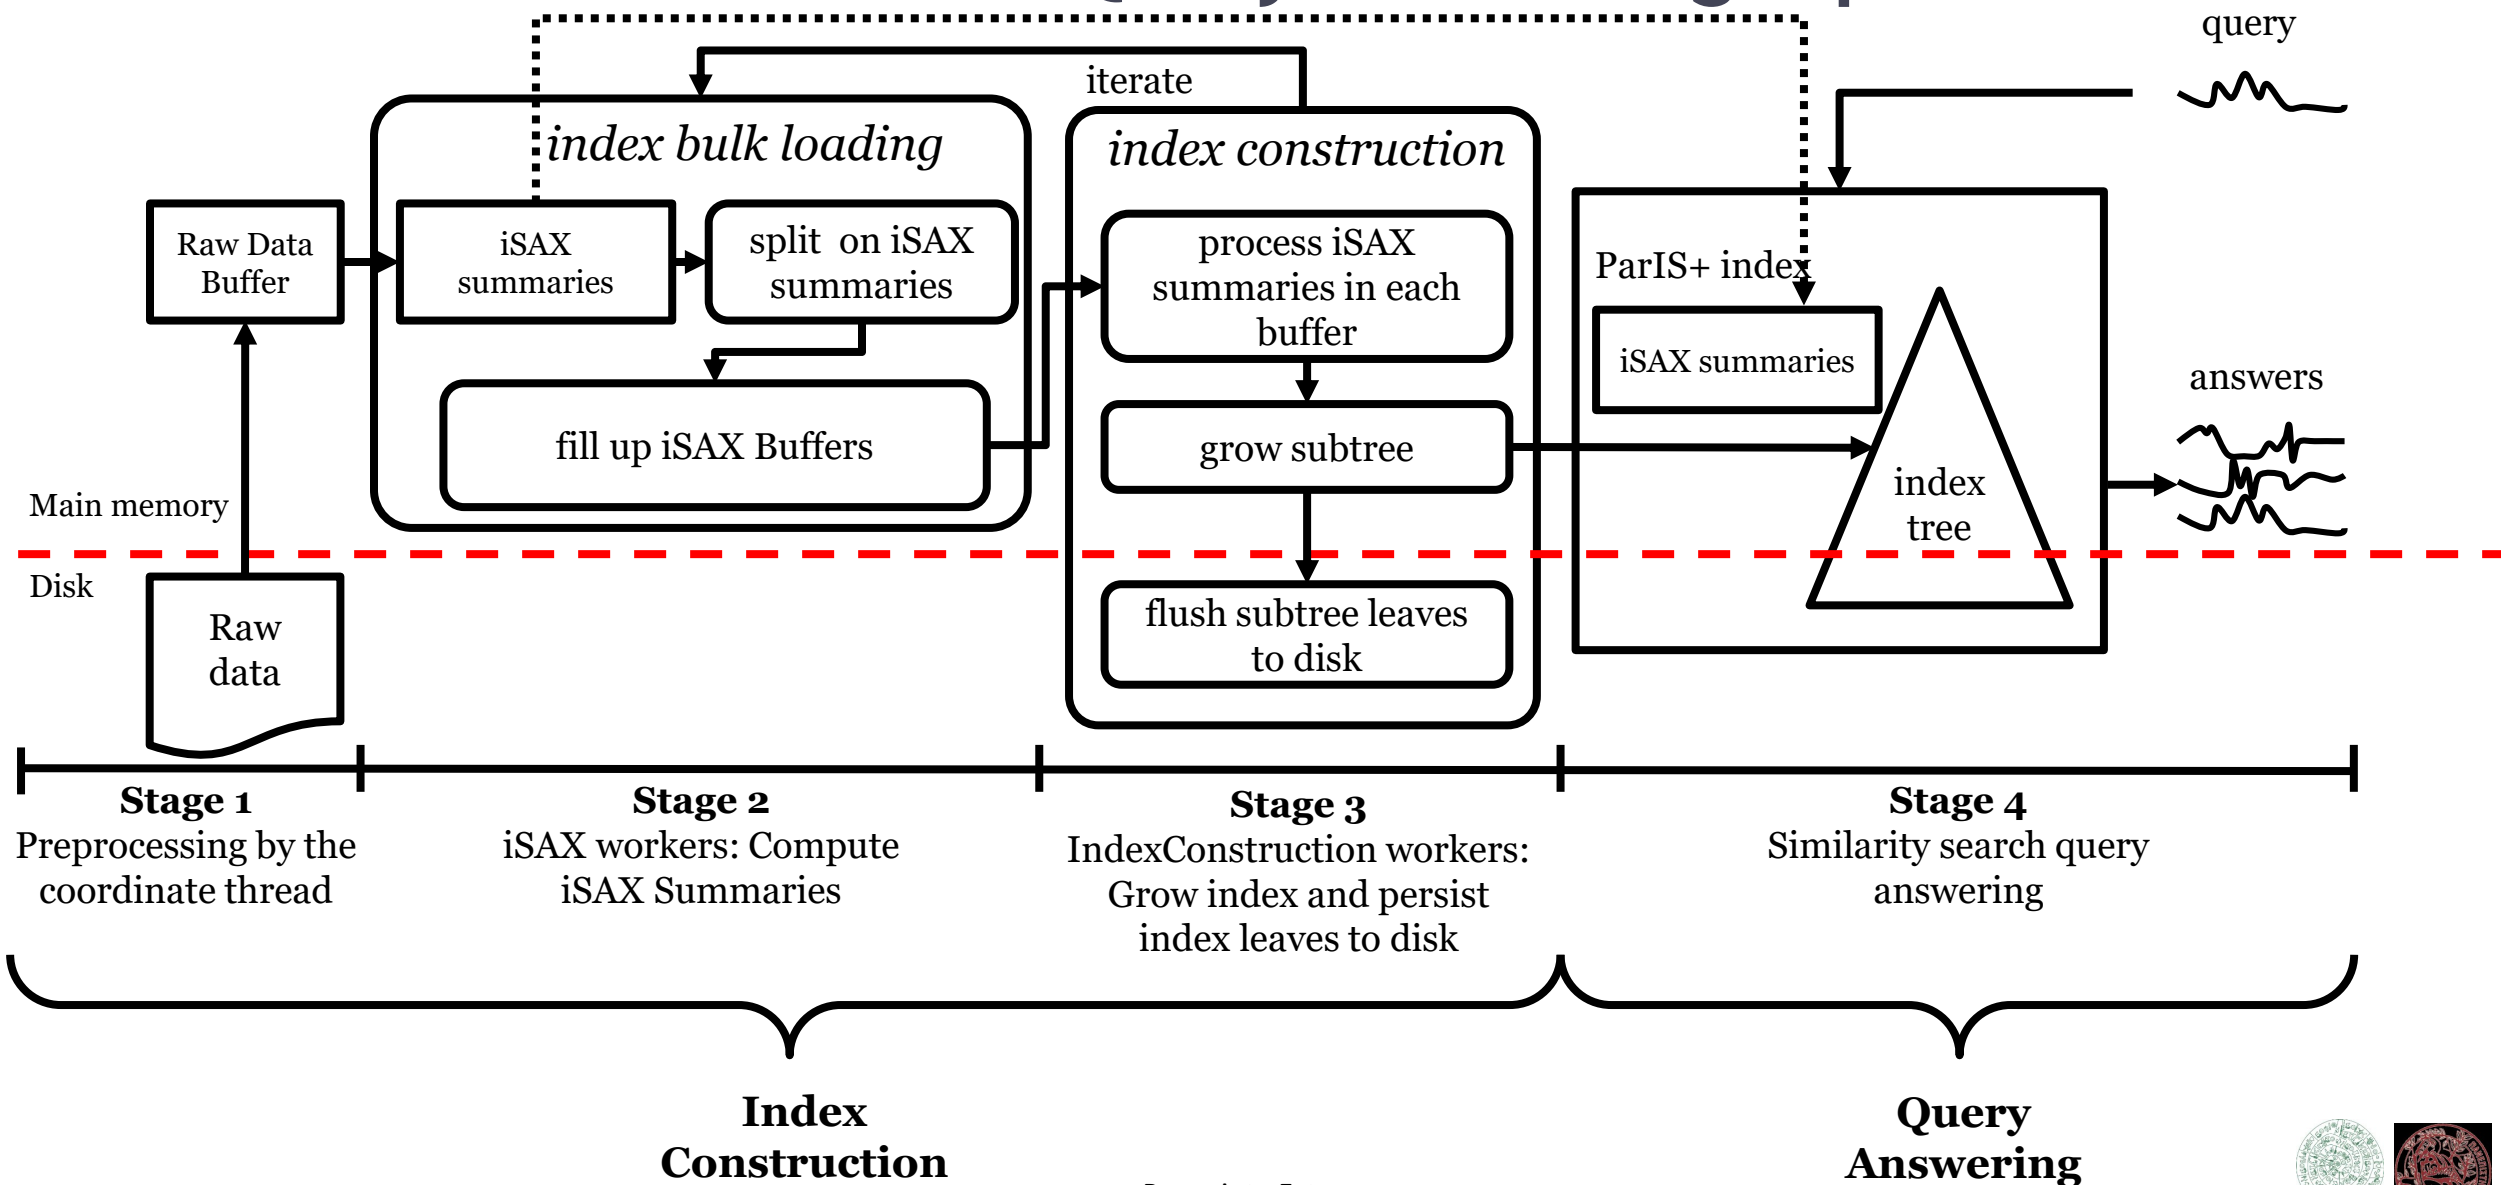 query
iterate
index bulk loading
index construction
Raw Data
Buffer
iSAX
summaries
split on iSAX
summaries
process iSAX
summaries in each
buffer
ParIS+ index
iSAX summaries
answers
fill up iSAX Buffers
grow subtree
index
tree
Main memory
Disk
Raw
data
flush subtree leaves
to disk
Stage 1
Preprocessing by the
coordinate thread
Stage 2
iSAX workers: Compute
iSAX Summaries
Stage 3
IndexConstruction workers:
Grow index and persist
index leaves to disk
Stage 4
Similarity search query
answering
Index
Construction
Query
Answering